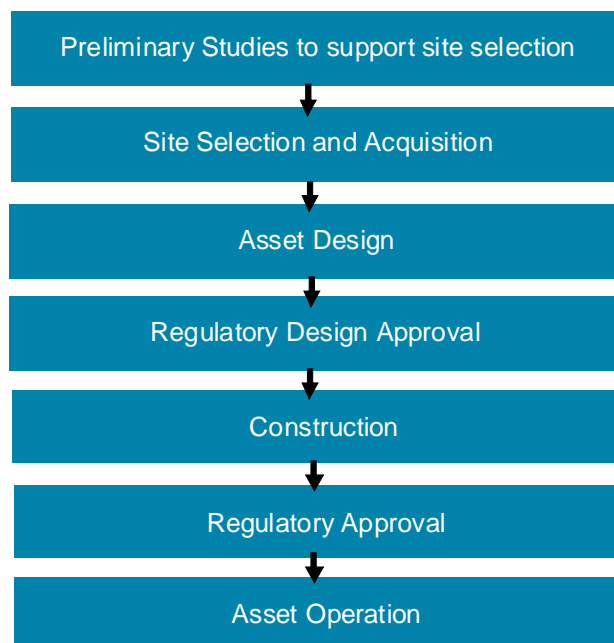 Preliminary Studies to support site selection
Site Selection and Acquisition
Asset Design
Regulatory Design Approval
Construction
Regulatory Approval
Asset Operation